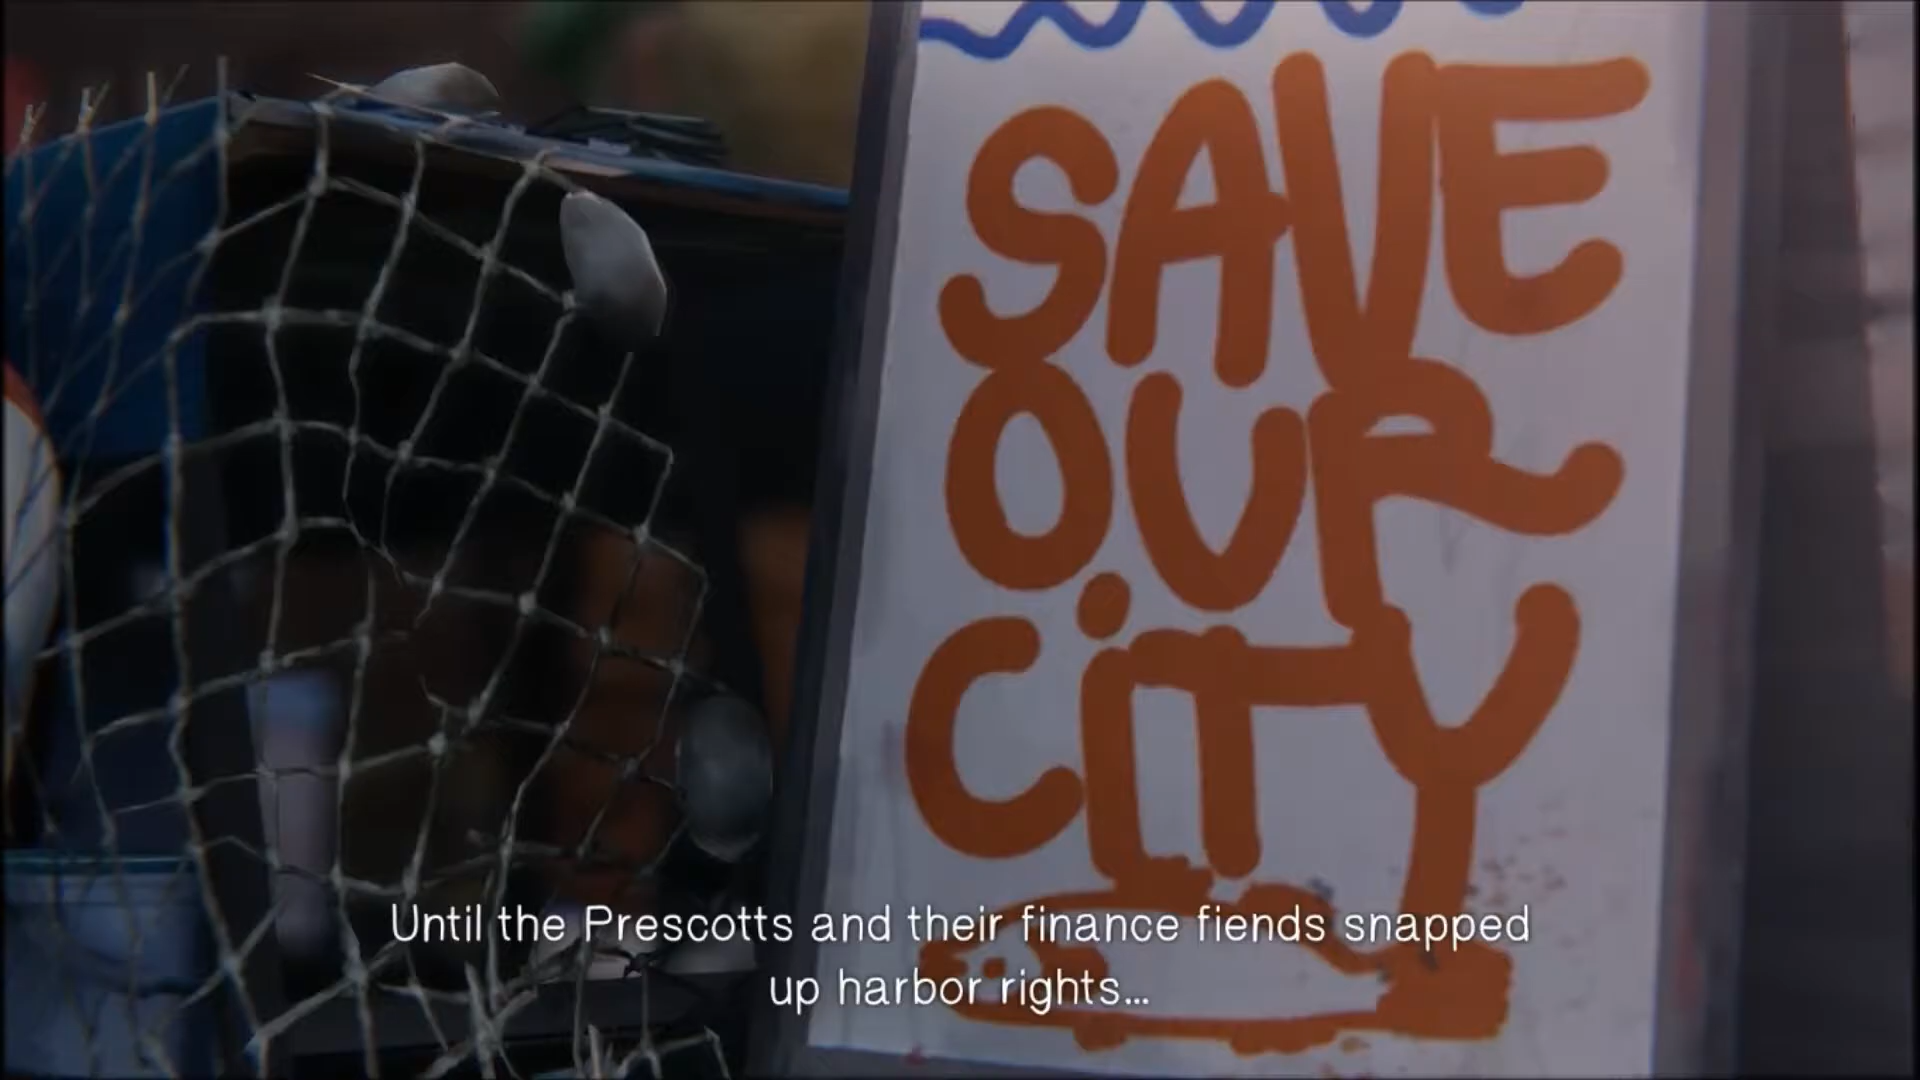 SAVE
OUR
CiTY
Until the Prescotts and their finance fiends snapped
up harbor rights...